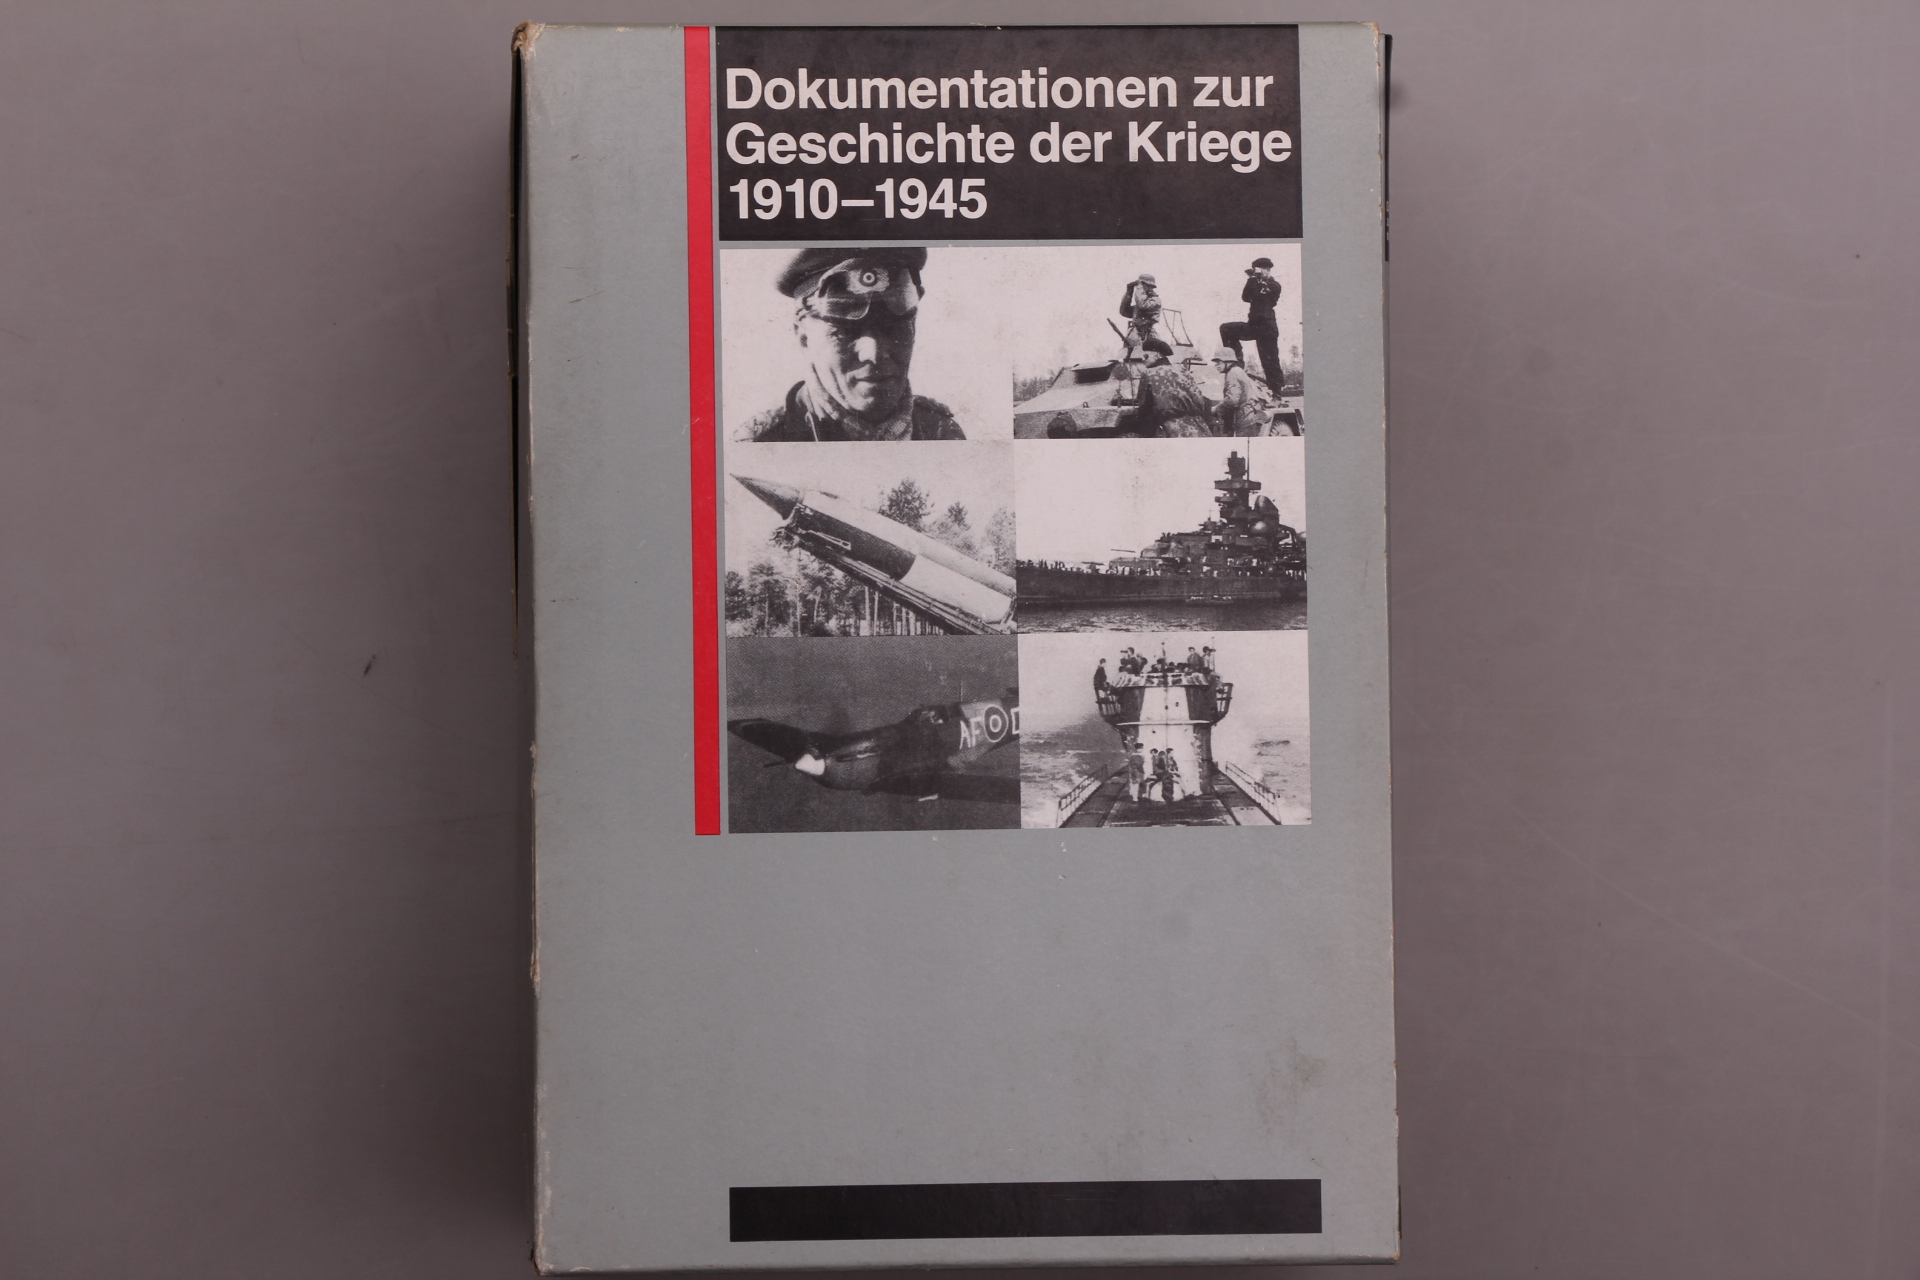 Dokumentationen zur
Geschichte der Kriege
1910–1945
AF